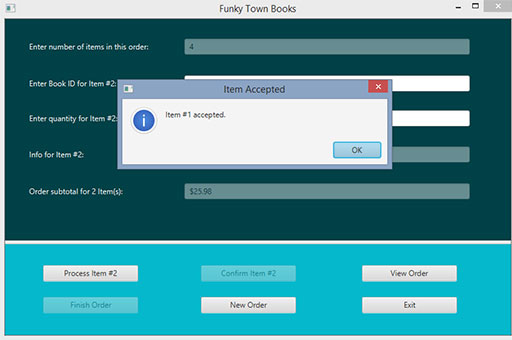 Funky Town Books
Enter number of items in this order:
4
Enter Book ID for Item #2:
Item Accepted
Item #1 accepted.
Enter quantity for Item #2:
OK
Info for Item #2:
Order subtotal for 2 Item(s):
$25.98
Process Item #2
Confirm Item #2
View Order
Finish Order
New Order
Exit